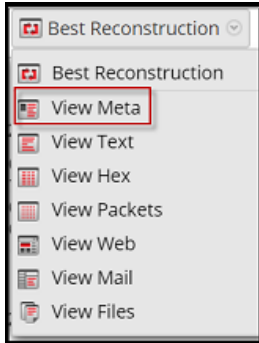 Best Reconstruction
Best Reconstruction
View Meta
View Text
View Hex
View Packets
View Web
View Mail
View Files